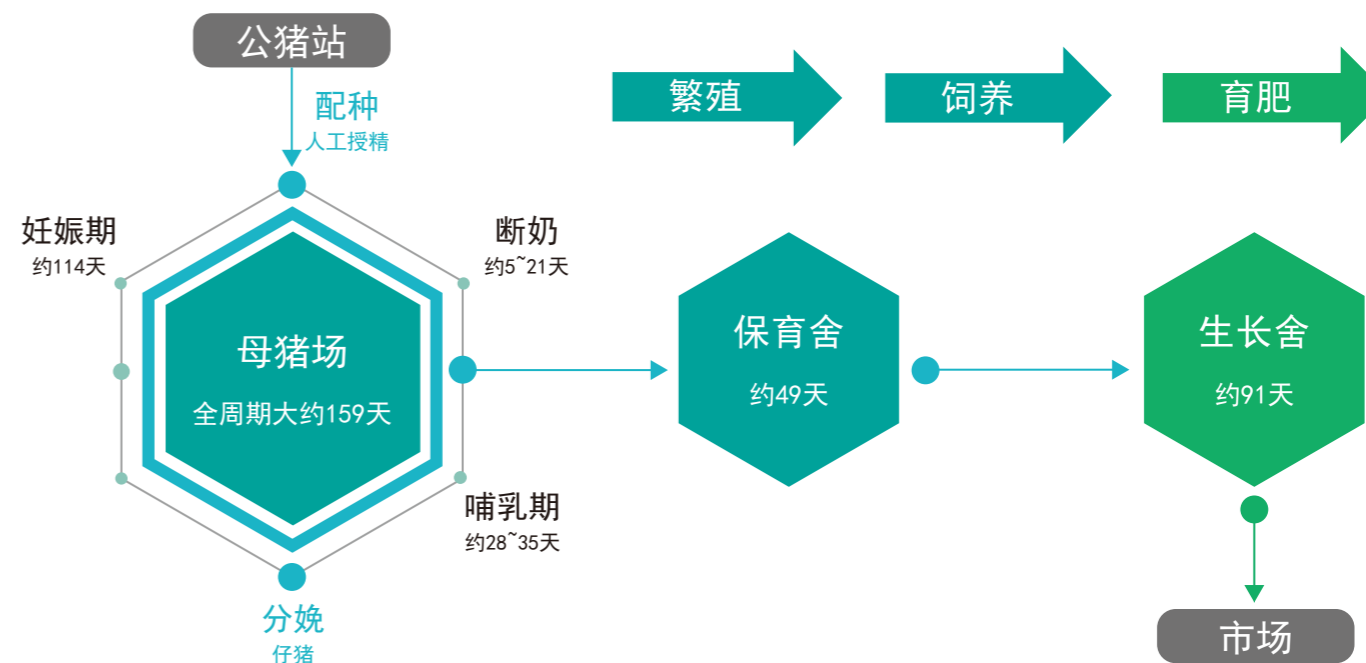 公猪站
配种
人工授精
繁殖
饲养
育肥
妊娠期
约114天
断奶
约5~21天
母猪场
全周期大约159天
保育舍
约49天
生长舍
约91天
哺乳期
约28~35天
分娩
仔猪
市场